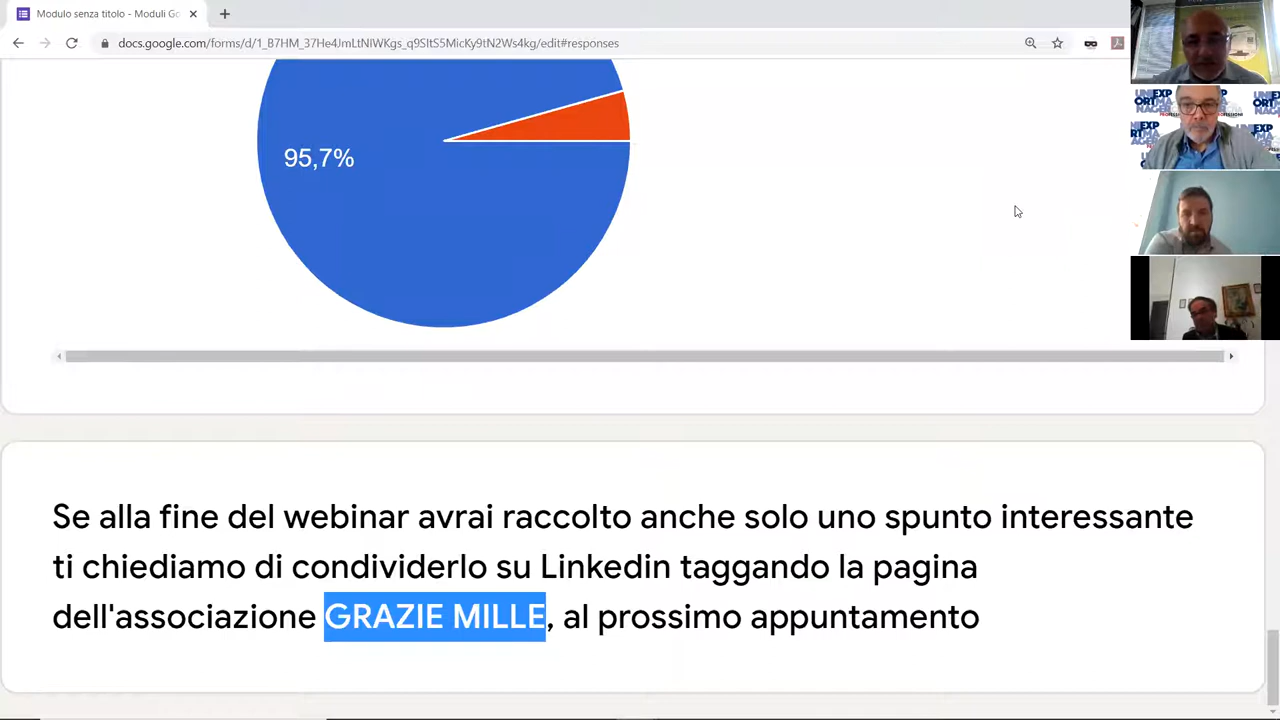 Modulo senza titolo - Moduli Go
docs.google.com/forms/d/1_B7HM_37He4JmLtNIWKgs_q9SItS5MicKy9tN2Ws4kg/edit#responses
95,7%
Se alla fine del webinar avrai raccolto anche solo uno spunto interessante
ti chiediamo di condividerlo su Linkedin taggando la pagina
dell'associazione GRAZIE MILLE, al prossimo appuntamento